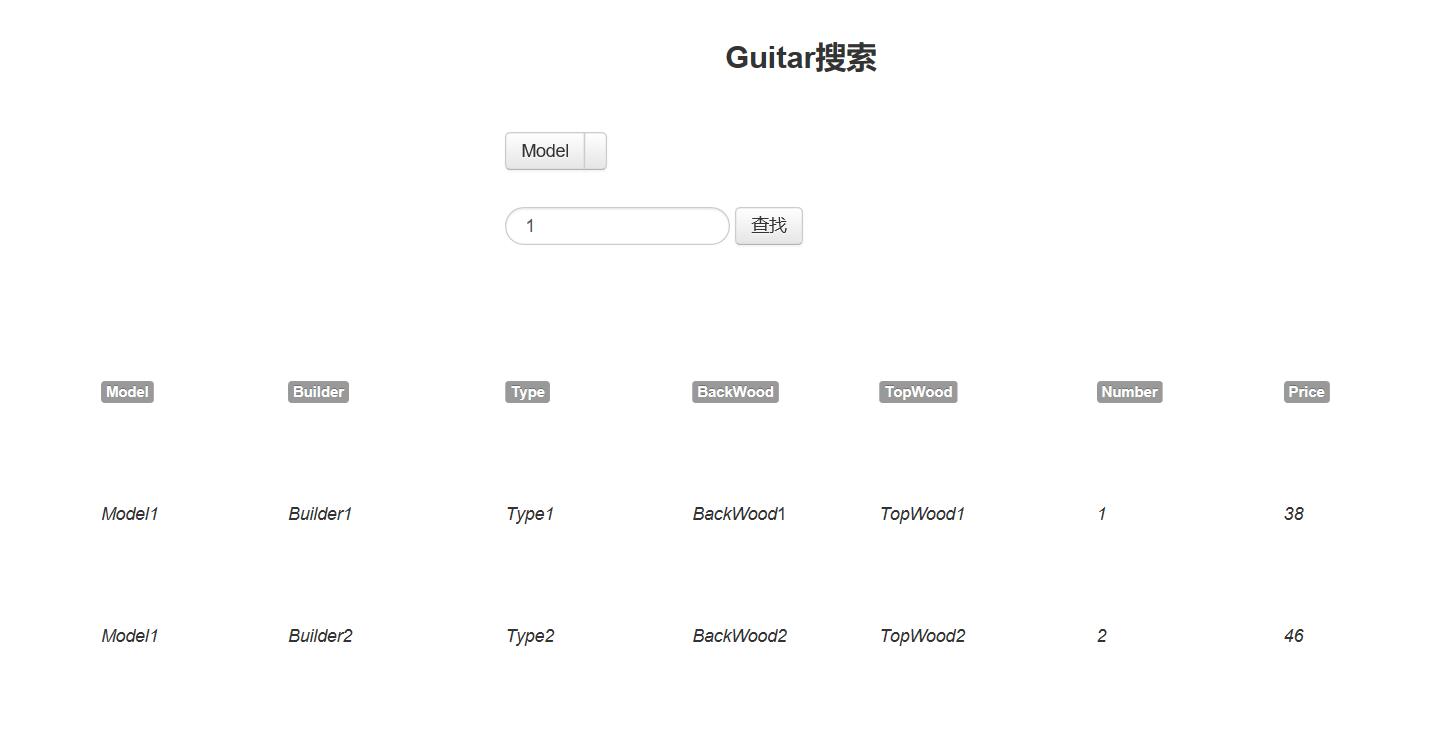 Guitar搜索
Model
1 查找
Model Builder Type BackWood TopWood Number Price
Model1 Builder1 Type1 BackWood1 TopWood1 1 38
Model1 Builder2 Type2 BackWood2 TopWood2 2 46